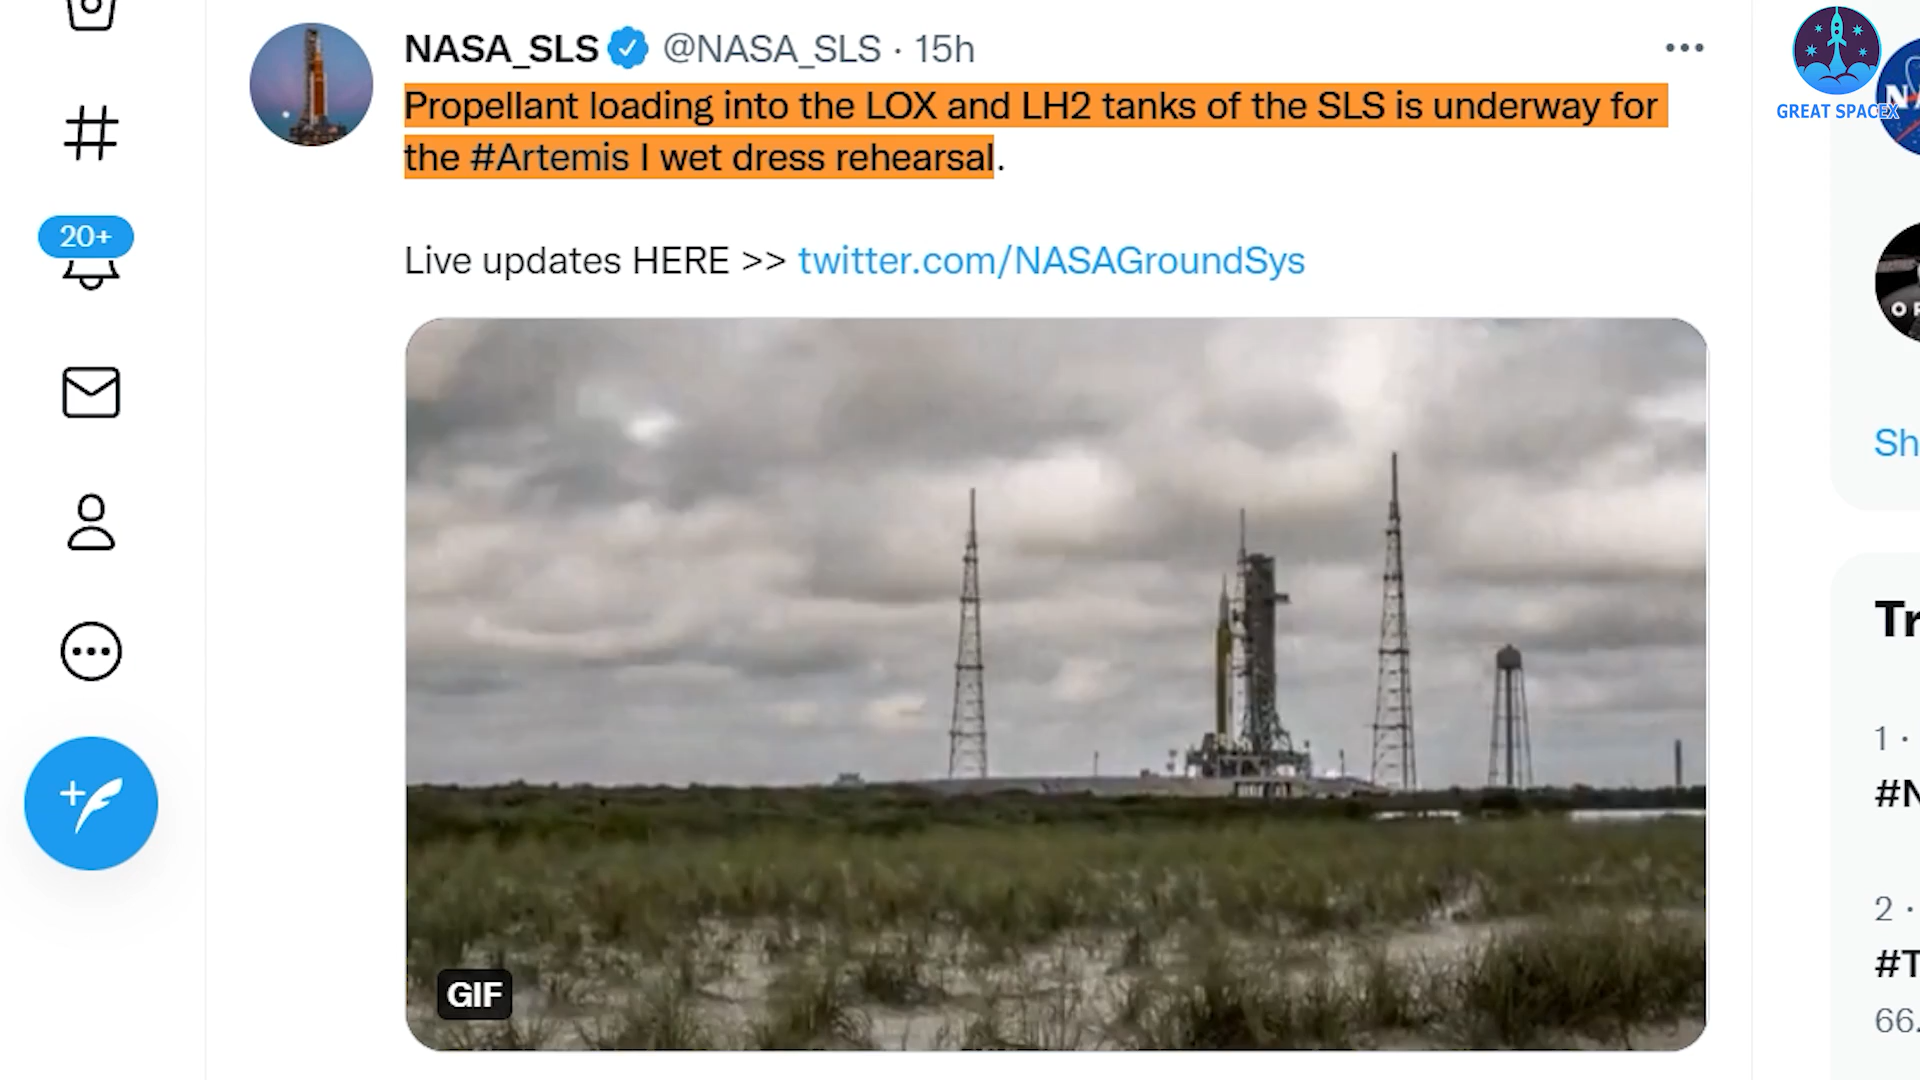 NASA_SLS @NASA_SLS · 15h
Propellant loading into the LOX and LH2 tanks of the SLS is underway for
the #Artemis I wet dress rehearsal.
Live updates HERE >> twitter.com/NASAGroundSys
GIF
20+
GREAT SPACEX
Sh
Tr
1 ·
#N
2 ·
#T
66.